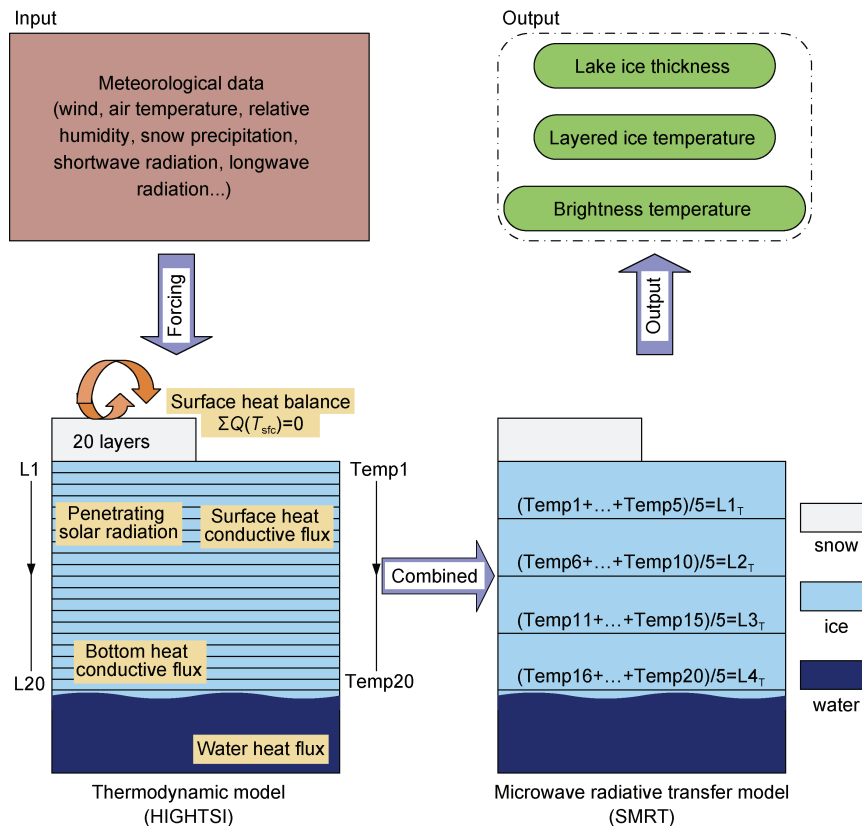 Input
Meteorological data
(wind, air temperature, relative
humidity, snow precipitation,
shortwave radiation, longwave
radiation...)
Output
Lake ice thickness
Layered ice temperature
Brightness temperature
Forcing
Output
Surface heat balance
ΣQ(Tsfc)=0
20 layers
L1
Temp1
Penetrating
solar radiation
Surface heat
conductive flux
Bottom heat
conductive flux
L20
Temp20
Water heat flux
Thermodynamic model
(HIGHTSI)
Combined
(Temp1+…+Temp5)/5=L1T
(Temp6+…+Temp10)/5=L2T
(Temp11+…+Temp15)/5=L3T
(Temp16+…+Temp20)/5=L4T
Microwave radiative transfer model
(SMRT)
snow
ice
water